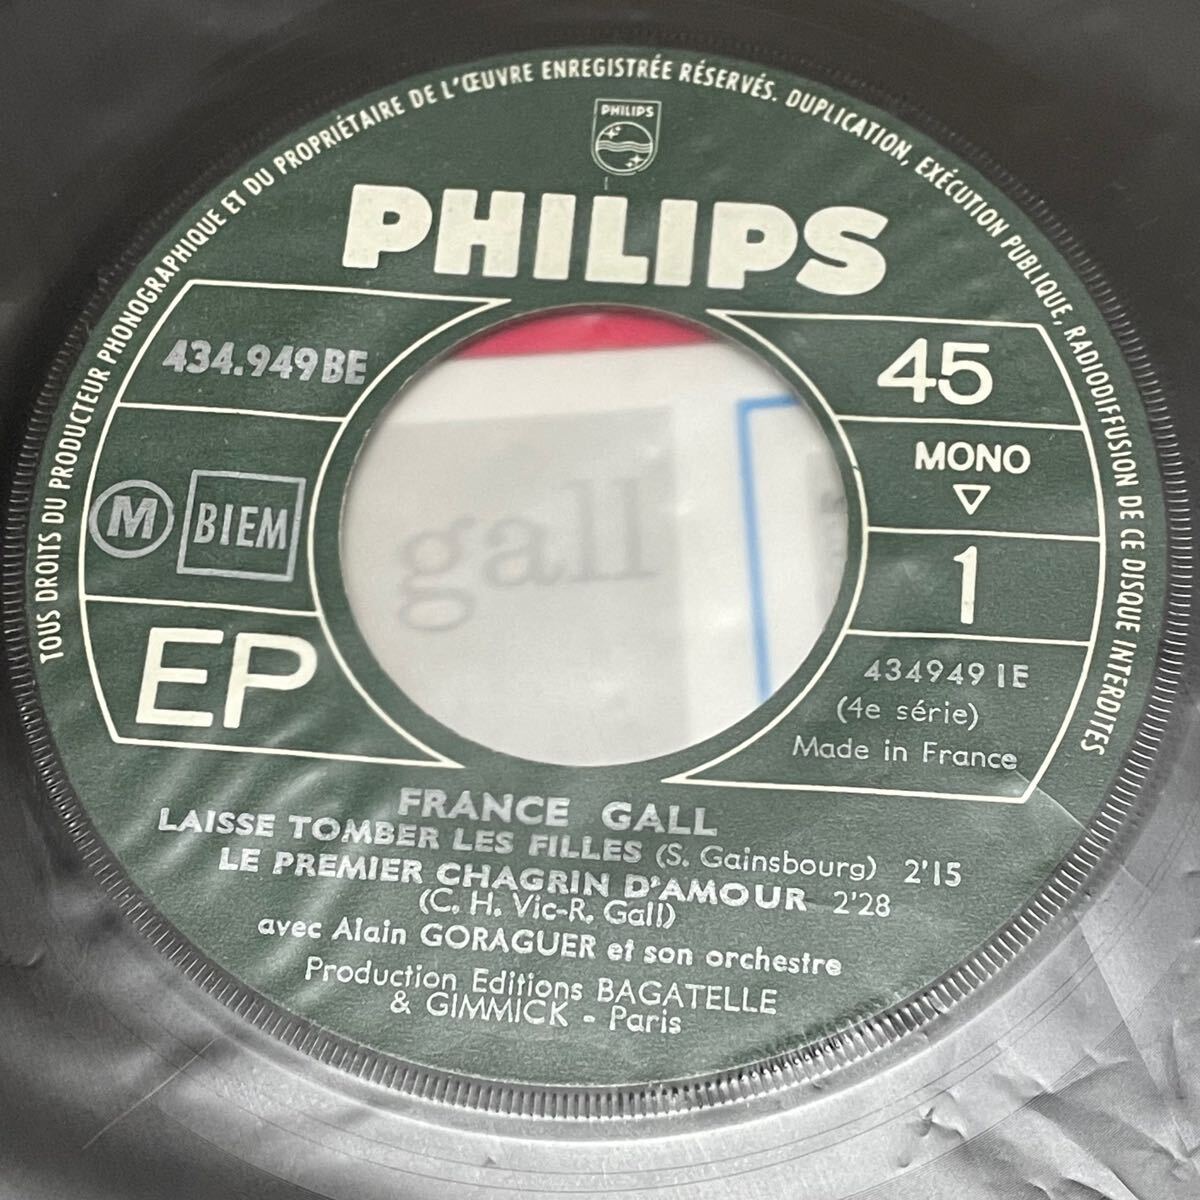 TOUS DROITS DU PRODUCTEUR PHONOGRAPHIQUE ET DU PROPRIÉTAIRE DE L'ŒUVRE ENREGISTRÉE RÉSERVÉS. DUPLICATION, EXÉCUTION PUBLIQUE, RADIODIFFUSION DE CE DISQUE INTERDITES
PHILIPS
PHILIPS
434.949 BE
M BIEM
EP
45
MONO
1
434949 1E
(4e série)
Made in France
gall
FRANCE GALL
LAISSE TOMBER LES FILLES (S. Gainsbourg) 2'15
LE PREMIER CHAGRIN D'AMOUR 2'28
(C. H. Vic-R. Gall)
avec Alain GORAGUER et son orchestre
Production Editions BAGATELLE
& GIMMICK - Paris